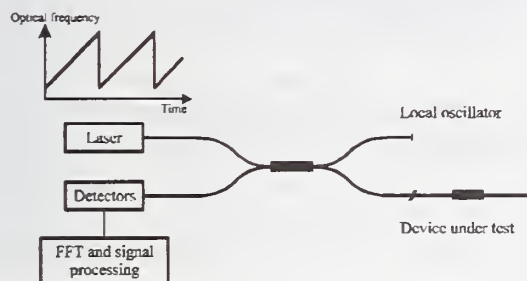 Optical frequency
Time
Laser
Local oscillator
Detectors
Device under test
FFT and signal
processing